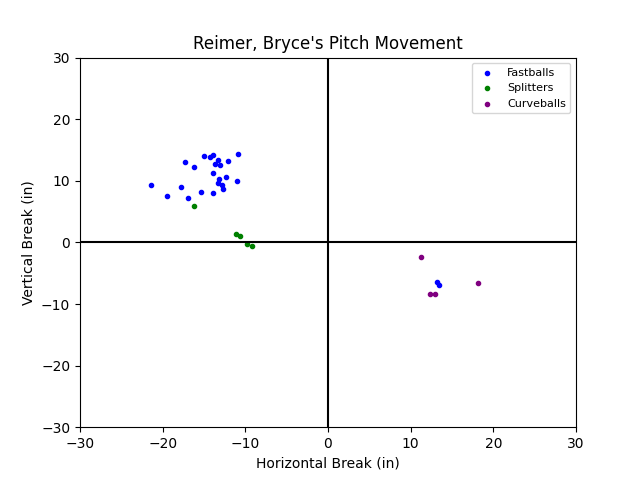 Reimer, Bryce's Pitch Movement
Fastballs
Splitters
Curveballs
30
20
10
0
−10
−20
−30
Vertical Break (in)
−30 −20 −10 0 10 20 30
Horizontal Break (in)